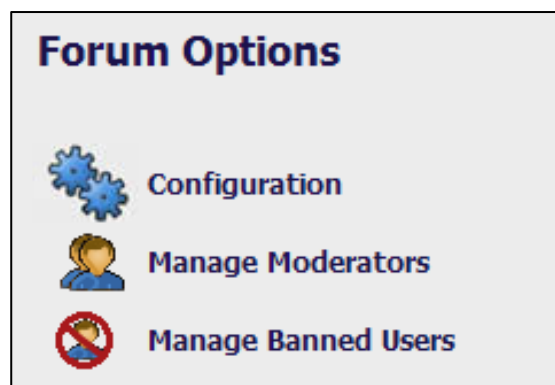 Forum Options
Configuration
Manage Moderators
Manage Banned Users